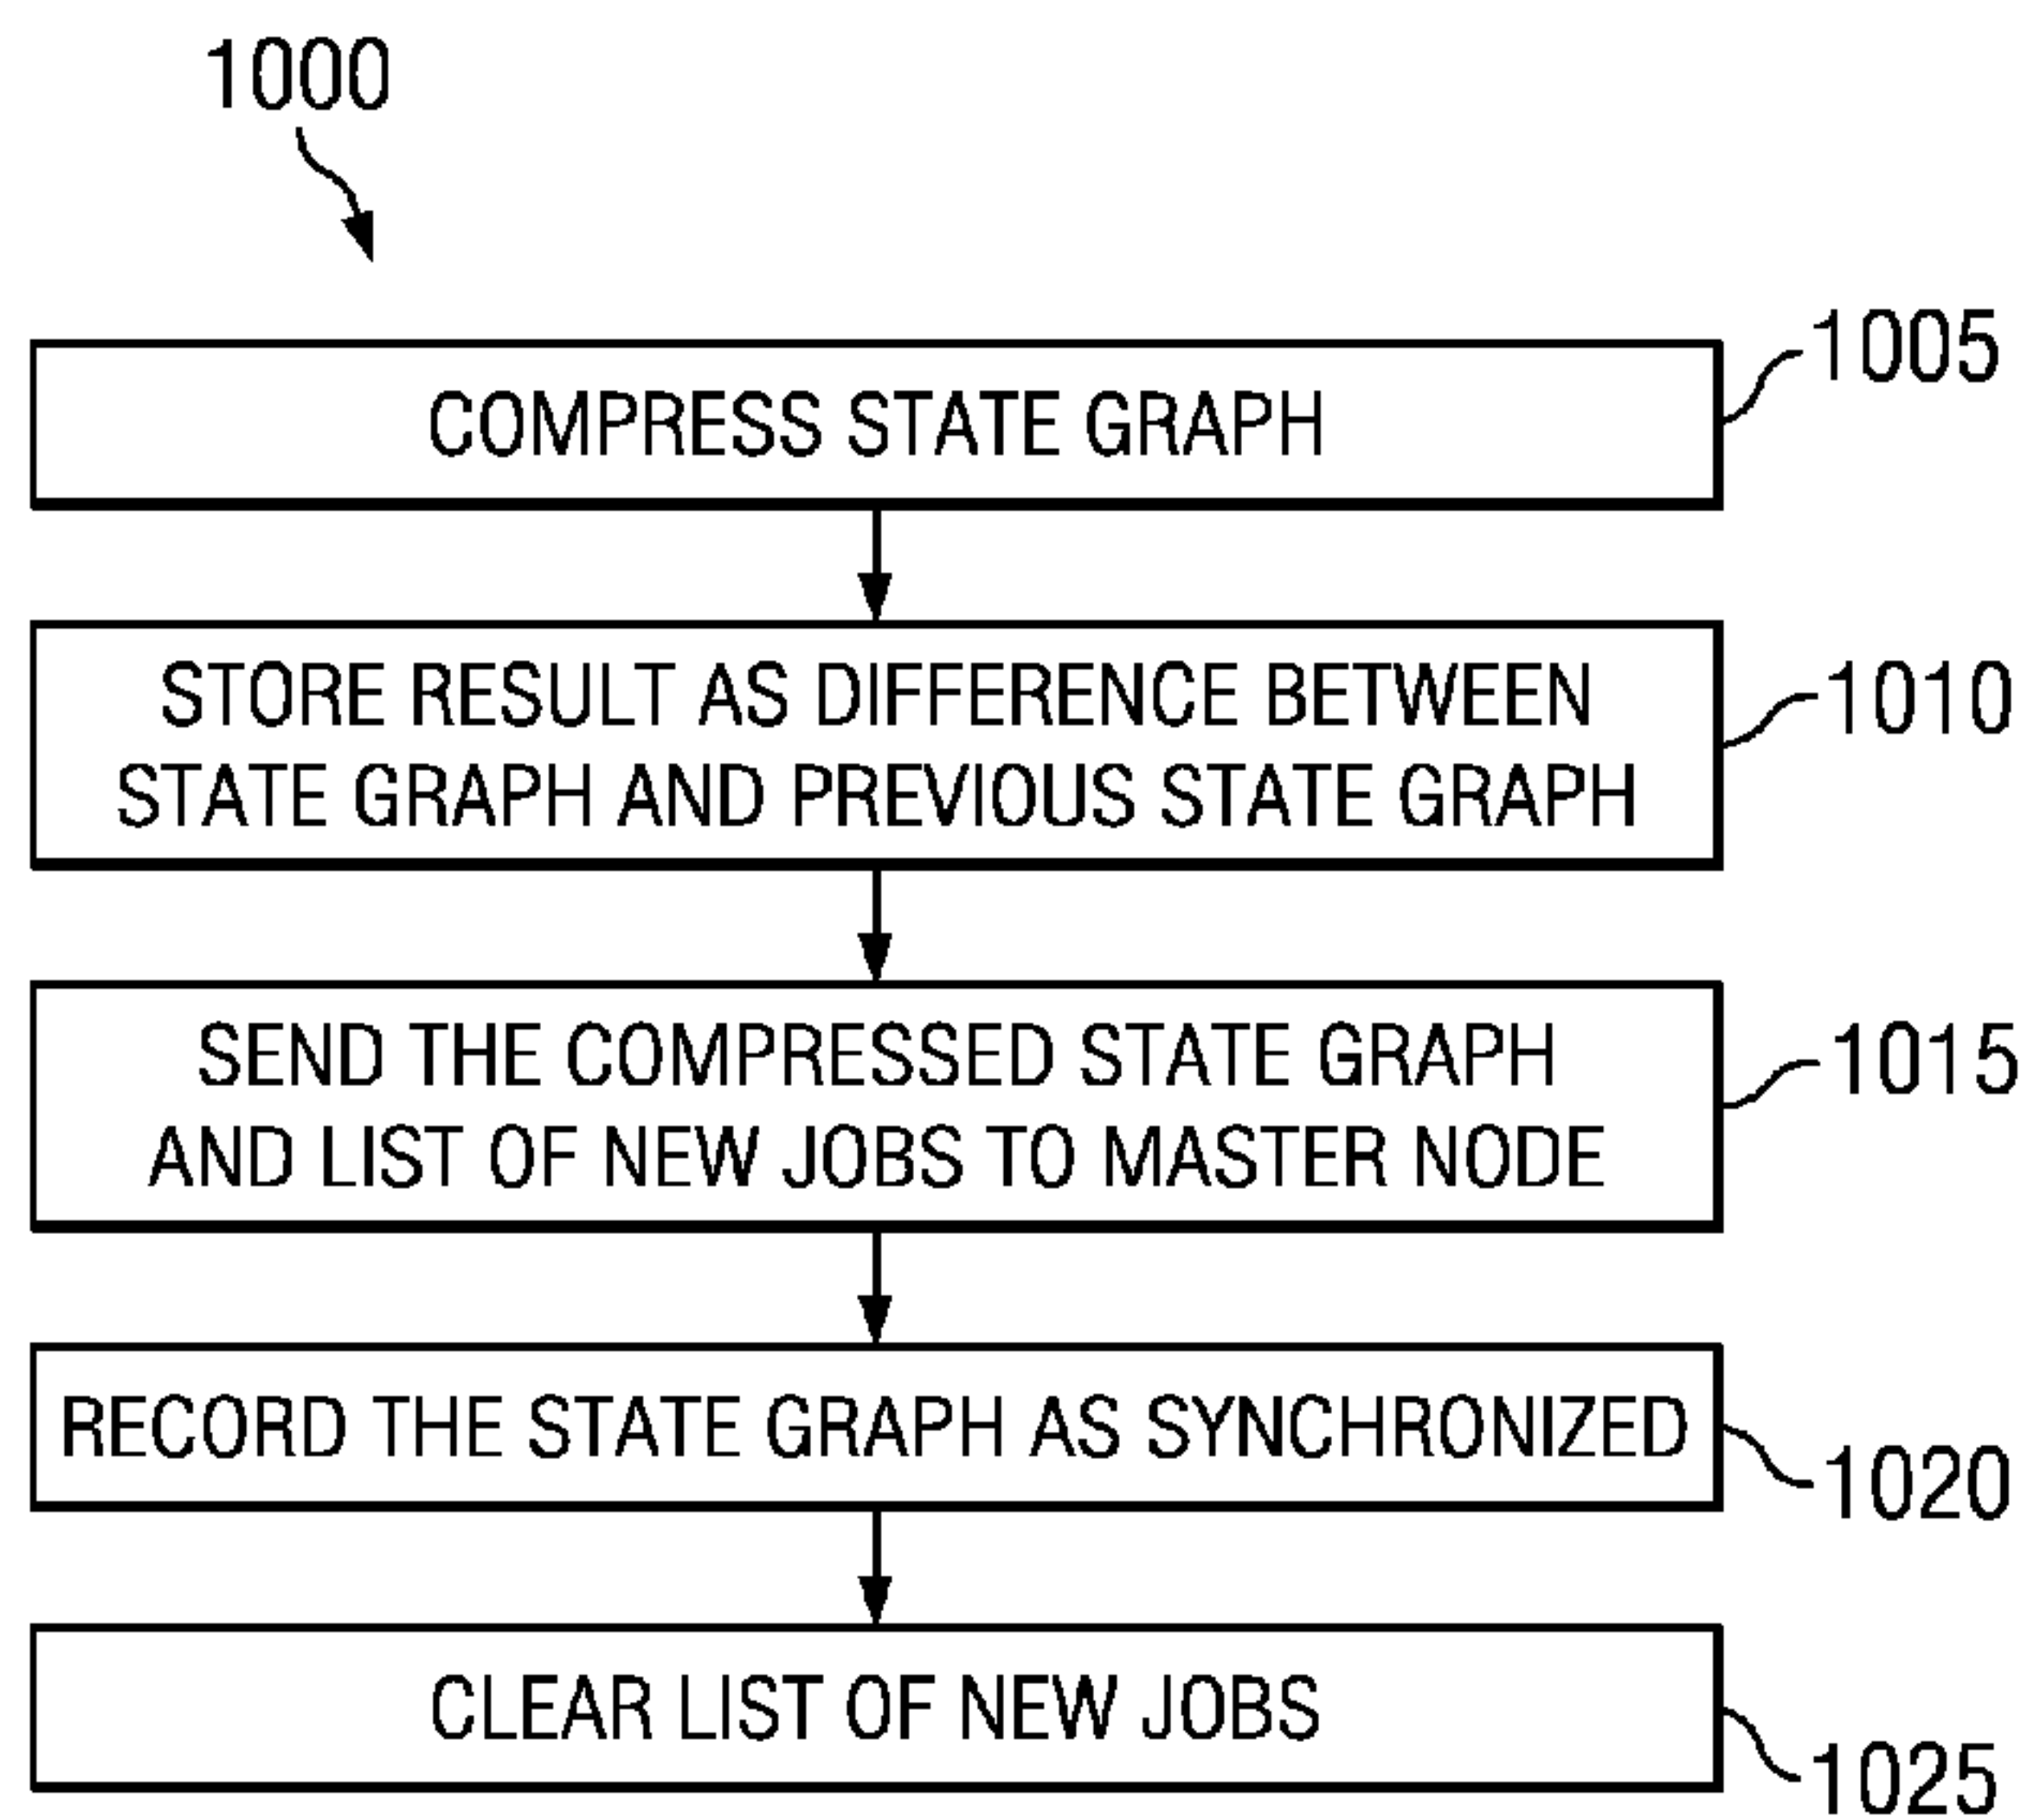 1000
COMPRESS STATE GRAPH
1005
STORE RESULT AS DIFFERENCE BETWEEN
STATE GRAPH AND PREVIOUS STATE GRAPH
1010
SEND THE COMPRESSED STATE GRAPH
AND LIST OF NEW JOBS TO MASTER NODE
1015
RECORD THE STATE GRAPH AS SYNCHRONIZED
1020
CLEAR LIST OF NEW JOBS
1025